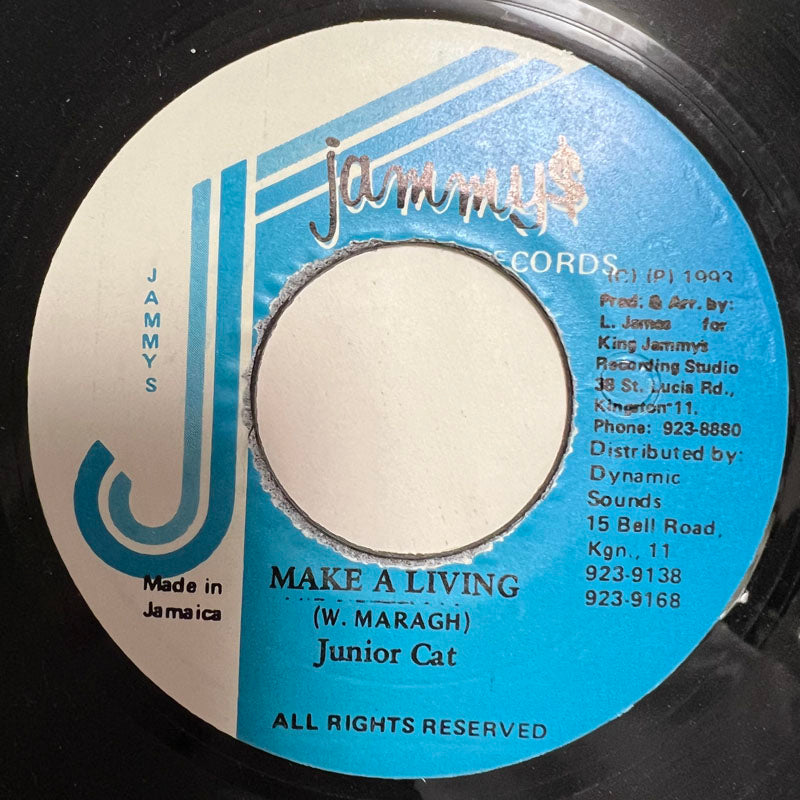 jammy$
RECORDS
JAMMYS
(C) (P) 1993
Prod. & Arr. by:
L. James for
King Jammy's
Recording Studio
38 St. Lucia Rd.,
Kingston 11.
Phone: 923-8880
Distributed by:
Dynamic
Sounds
15 Bell Road,
Kgn., 11
923-9138
923-9168
Made in
Jamaica
MAKE A LIVING
(W. MARAGH)
Junior Cat
ALL RIGHTS RESERVED